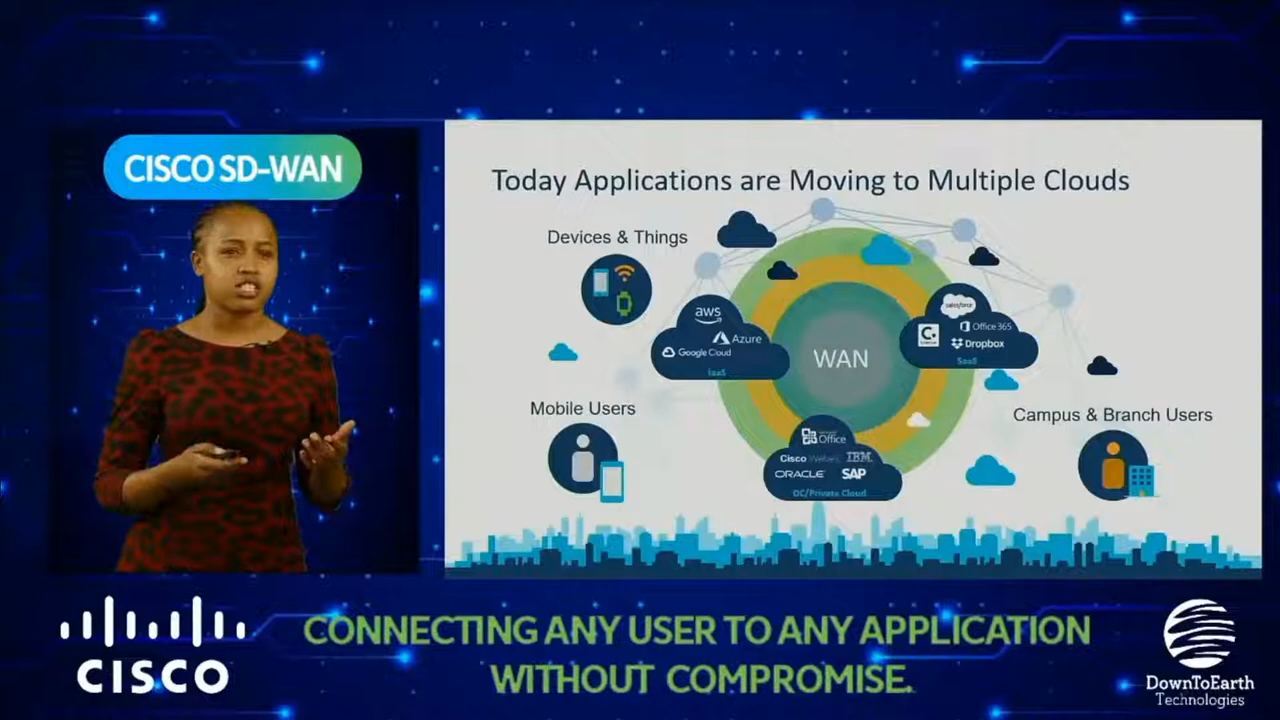 CISCO SD-WAN
Today Applications are Moving to Multiple Clouds
Devices & Things
aws
Azure
Google Cloud
IaaS
WAN
salesforce
Office 365
Dropbox
SaaS
Mobile Users
Campus & Branch Users
Office
Cisco Webex
IBM
ORACLE
SAP
DC/Private Cloud
CISCO
CONNECTING ANY USER TO ANY APPLICATION
WITHOUT COMPROMISE.
DownToEarth
Technologies